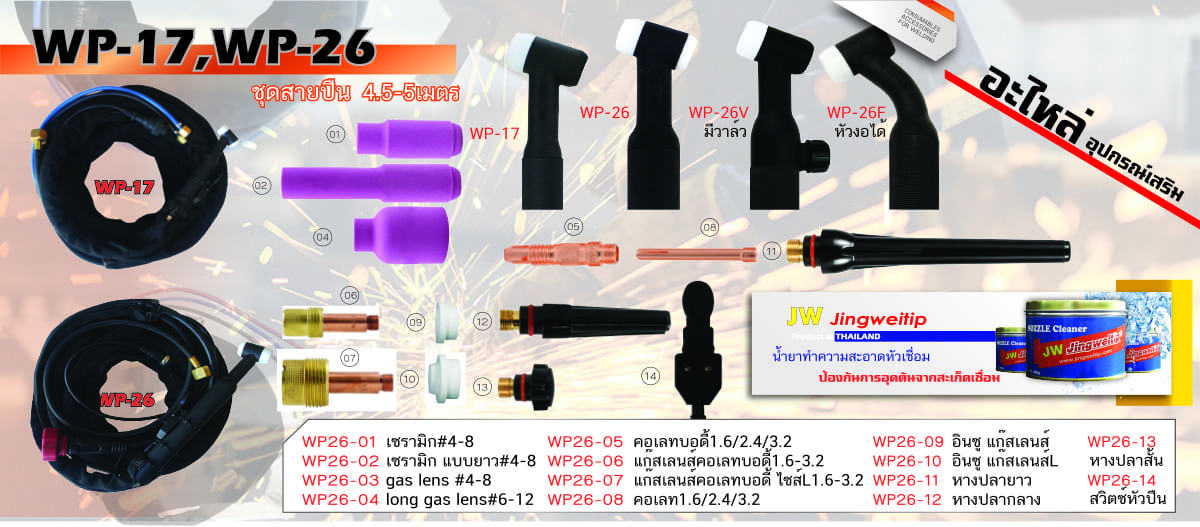 WP-17,WP-26
ชุดสายปืน 4.5-5เมตร
CONSUMABLES
ACCESSORIES
FOR WELDING
อะไหล่
อุปกรณ์เสริม
WP-17
WP-26
01
02
04
WP-17
WP-26
WP-26V
มีวาล์ว
WP-26F
หัวงอได้
05
08
11
06
07
09
10
12
13
14
JW Jingweitip
Product of THAILAND
น้ำยาทำความสะอาดหัวเชื่อม
ป้องกันการอุดตันจากสะเก็ตเชื่อม
NOZZLE Cleaner
JW Jingweitip
www.jingweitip.com
WP26-01 เซรามิก#4-8
WP26-02 เซรามิก แบบยาว#4-8
WP26-03 gas lens #4-8
WP26-04 long gas lens#6-12
WP26-05 คอเลทบอดี้1.6/2.4/3.2
WP26-06 แก๊สเลนส์คอเลทบอดี้1.6-3.2
WP26-07 แก๊สเลนส์คอเลทบอดี้ ไซส์L1.6-3.2
WP26-08 คอเลท1.6/2.4/3.2
WP26-09 อินซู แก๊สเลนส์
WP26-10 อินซู แก๊สเลนส์L
WP26-11 หางปลายาว
WP26-12 หางปลากลาง
WP26-13
หางปลาสั้น
WP26-14
สวิตซ์หัวปืน